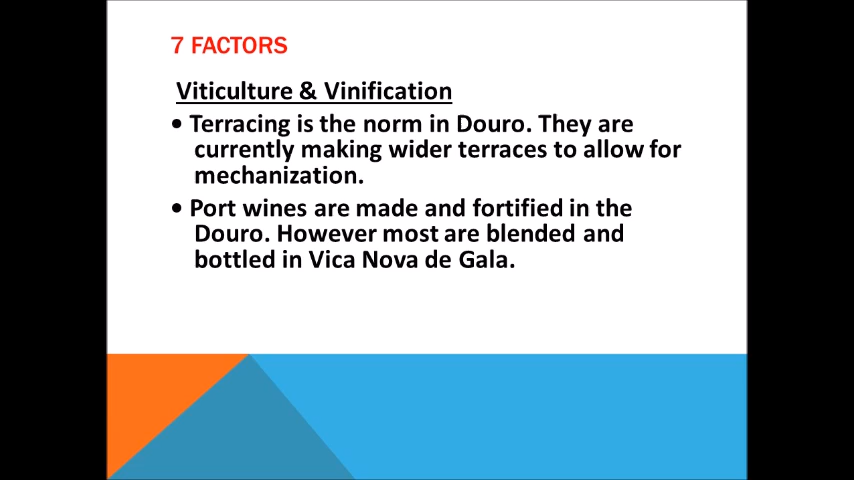 7 FACTORS
Viticulture & Vinification
• Terracing is the norm in Douro. They are
currently making wider terraces to allow for
mechanization.
• Port wines are made and fortified in the
Douro. However most are blended and
bottled in Vica Nova de Gala.